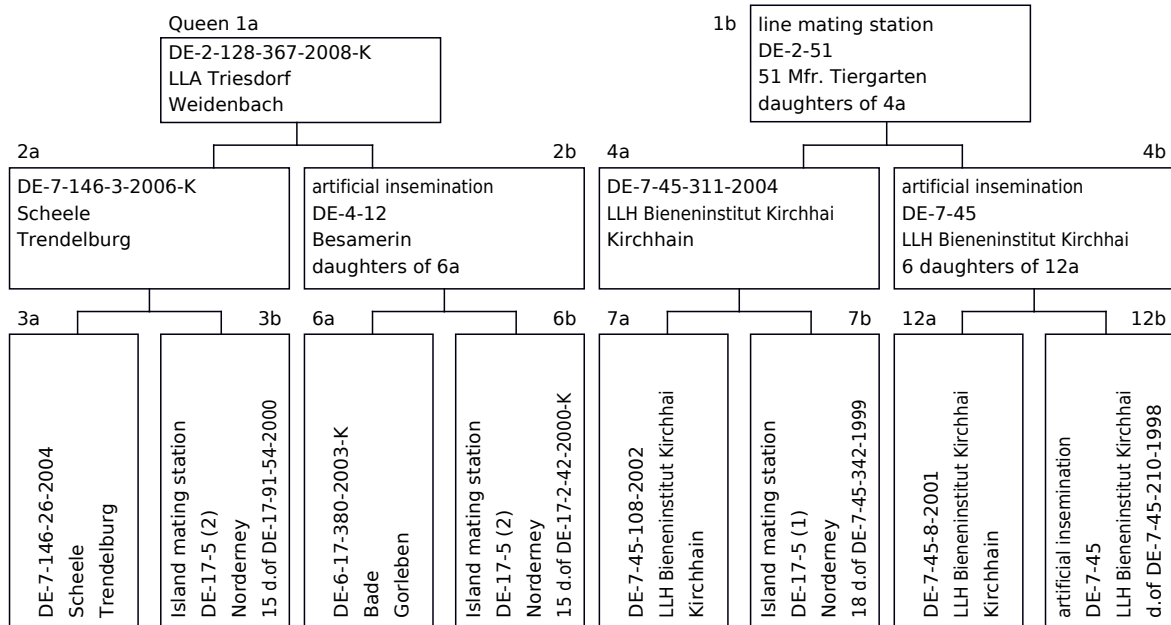 Queen 1a
DE-2-128-367-2008-K
LLA Triesdorf
Weidenbach
1b
line mating station
DE-2-51
51 Mfr. Tiergarten
daughters of 4a
2a
DE-7-146-3-2006-K
Scheele
Trendelburg
2b
artificial insemination
DE-4-12
Besamerin
daughters of 6a
4a
DE-7-45-311-2004
LLH Bieneninstitut Kirchhai
Kirchhain
4b
artificial insemination
DE-7-45
LLH Bieneninstitut Kirchhai
6 daughters of 12a
3a
DE-7-146-26-2004
Scheele
Trendelburg
3b
Island mating station
DE-17-5 (2)
Norderney
15 d.of DE-17-91-54-2000
6a
DE-6-17-380-2003-K
Bade
Gorleben
6b
Island mating station
DE-17-5 (2)
Norderney
15 d.of DE-17-2-42-2000-K
7a
DE-7-45-108-2002
LLH Bieneninstitut Kirchhai
Kirchhain
7b
Island mating station
DE-17-5 (1)
Norderney
18 d.of DE-7-45-342-1999
12a
DE-7-45-8-2001
LLH Bieneninstitut Kirchhai
Kirchhain
12b
artificial insemination
DE-7-45
LLH Bieneninstitut Kirchhai
d.of DE-7-45-210-1998